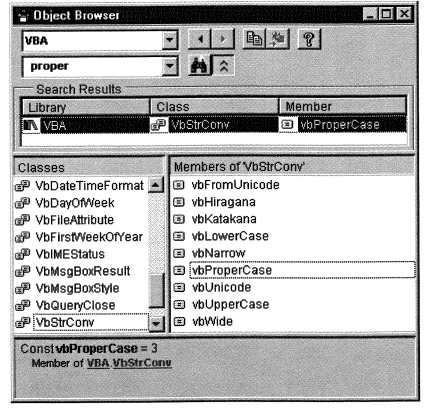 Object Browser
VBA
proper
Search Results
Library Class Member
VBA VbStrConv vbProperCase
Classes
VbDateTimeFormat
VbDayOfWeek
VbFileAttribute
VbFirstWeekOfYear
VbIMEStatus
VbMsgBoxResult
VbMsgBoxStyle
VbQueryClose
VbStrConv
Members of 'VbStrConv'
vbFromUnicode
vbHiragana
vbKatakana
vbLowerCase
vbNarrow
vbProperCase
vbUnicode
vbUpperCase
vbWide
Const vbProperCase = 3
Member of VBA.VbStrConv